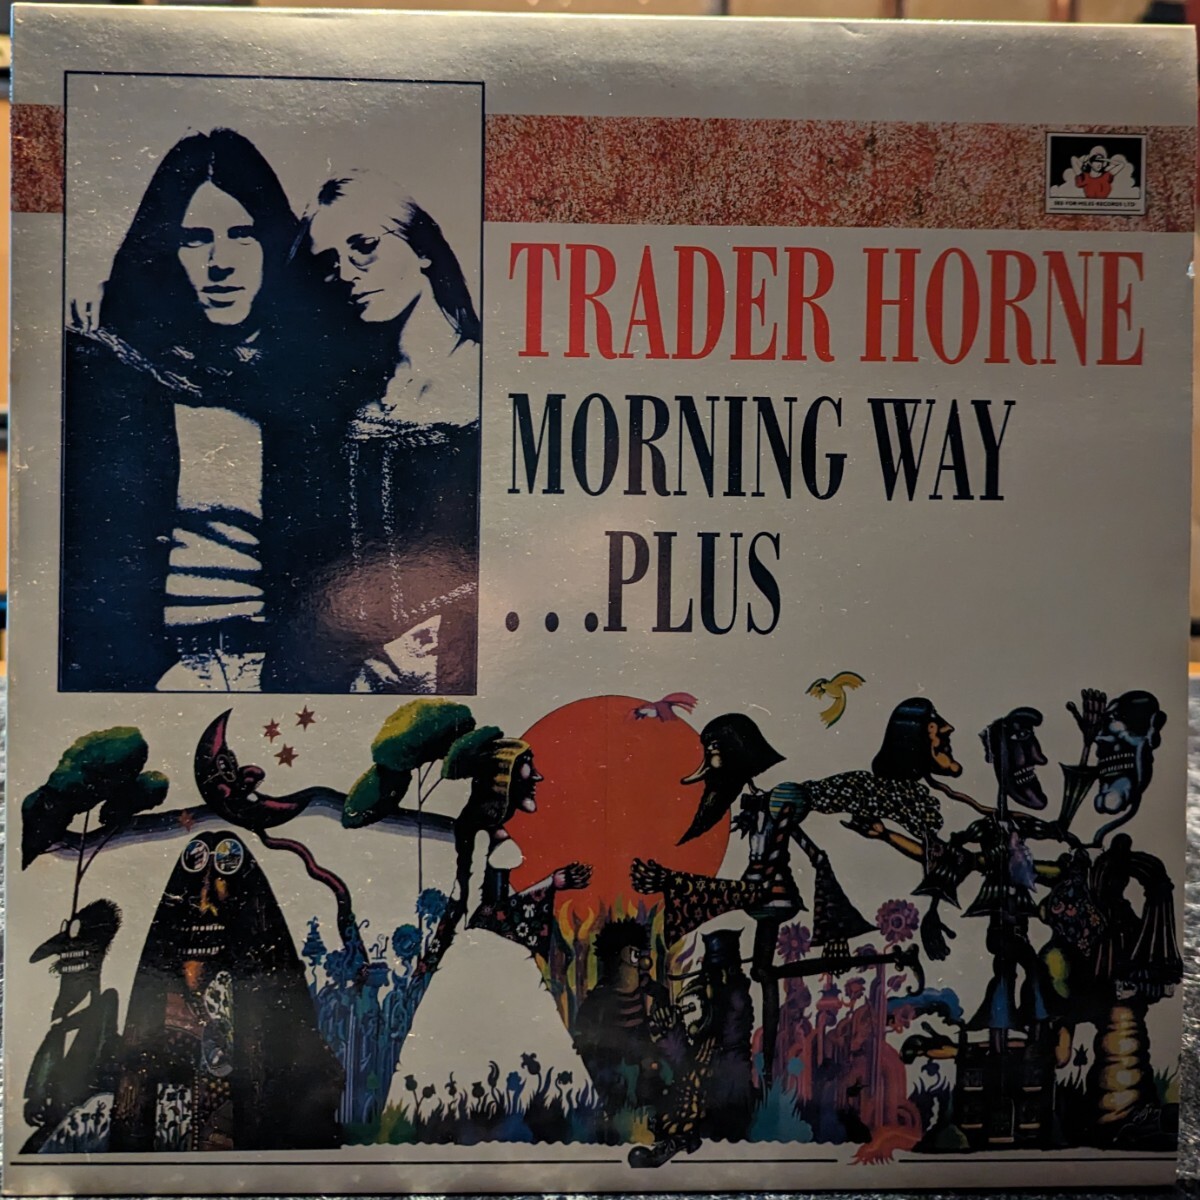 SEE FOR MILES RECORDS LTD
TRADER HORNE
MORNING WAY
...PLUS